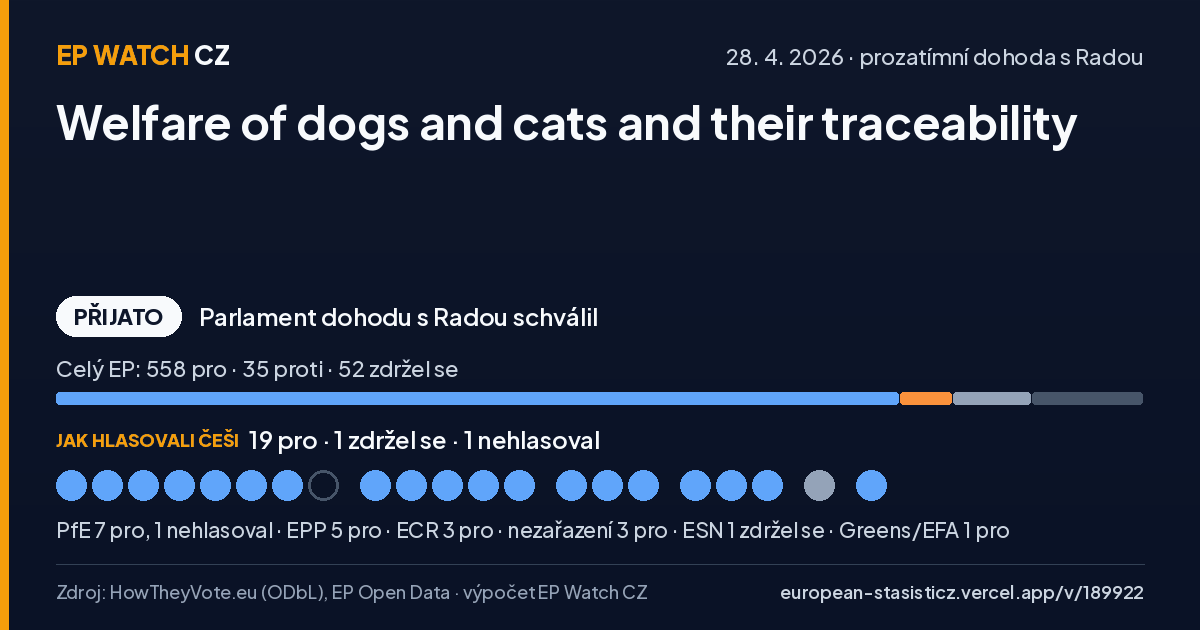 EP WATCH CZ
28. 4. 2026 · prozatímní dohoda s Radou
Welfare of dogs and cats and their traceability
PŘIJATO Parlament dohodu s Radou schválil
Celý EP: 558 pro · 35 proti · 52 zdržel se
JAK HLASOVALI ČEŠI 19 pro · 1 zdržel se · 1 nehlasoval
PfE 7 pro, 1 nehlasoval · EPP 5 pro · ECR 3 pro · nezařazení 3 pro · ESN 1 zdržel se · Greens/EFA 1 pro
Zdroj: HowTheyVote.eu (ODbL), EP Open Data · výpočet EP Watch CZ
european-stasisticz.vercel.app/v/189922